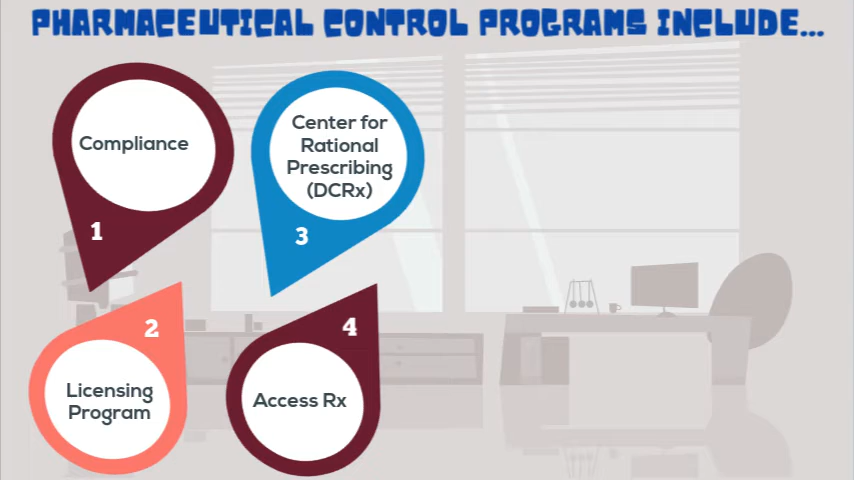 PHARMACEUTICAL CONTROL PROGRAMS INCLUDE...
Compliance
1
2
Licensing
Program
Center for
Rational
Prescribing
(DCRx)
3
4
Access Rx